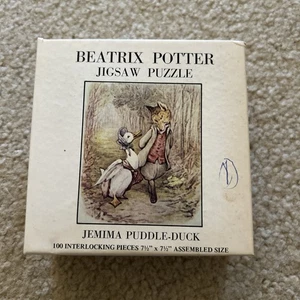 BEATRIX POTTER
JIGSAW PUZZLE
JEMIMA PUDDLE-DUCK
100 INTERLOCKING PIECES 7½" x 7½" ASSEMBLED SIZE